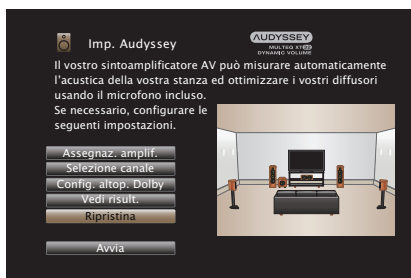 Imp. Audyssey
AUDYSSEY
MULTEQ XT32
DYNAMIC VOLUME
Il vostro sintoamplificatore AV può misurare automaticamente
l'acustica della vostra stanza ed ottimizzare i vostri diffusori
usando il microfono incluso.
Se necessario, configurare le
seguenti impostazioni.
Assegnaz. amplif.
Selezione canale
Config. altop. Dolby
Vedi risult.
Ripristina
Avvia